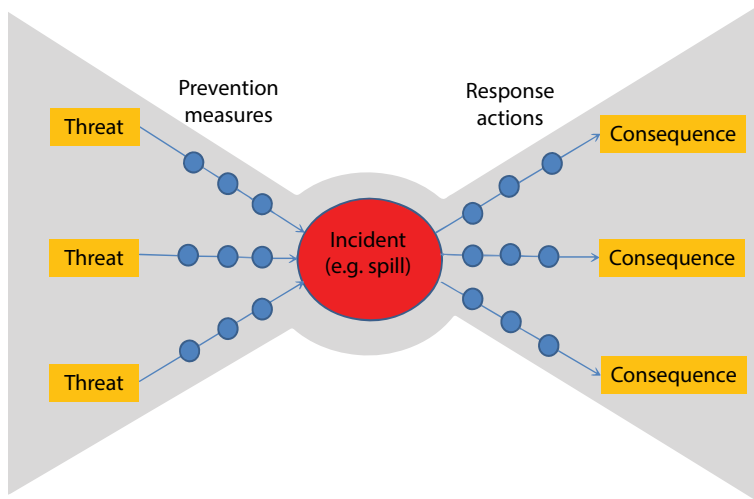 Prevention
measures
Response
actions
Threat
Consequence
Threat
Incident
(e.g. spill)
Consequence
Threat
Consequence